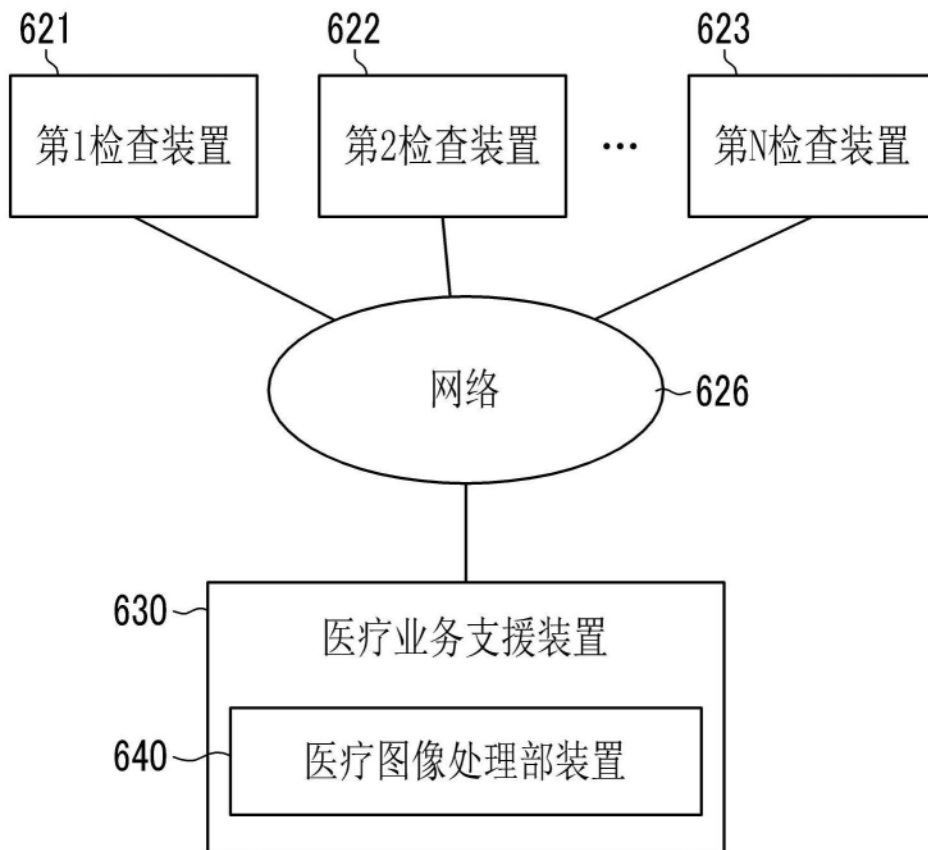 621
622
623
第1检查装置
第2检查装置
···
第N检查装置
网络
626
630
医疗业务支援装置
640
医疗图像处理部装置